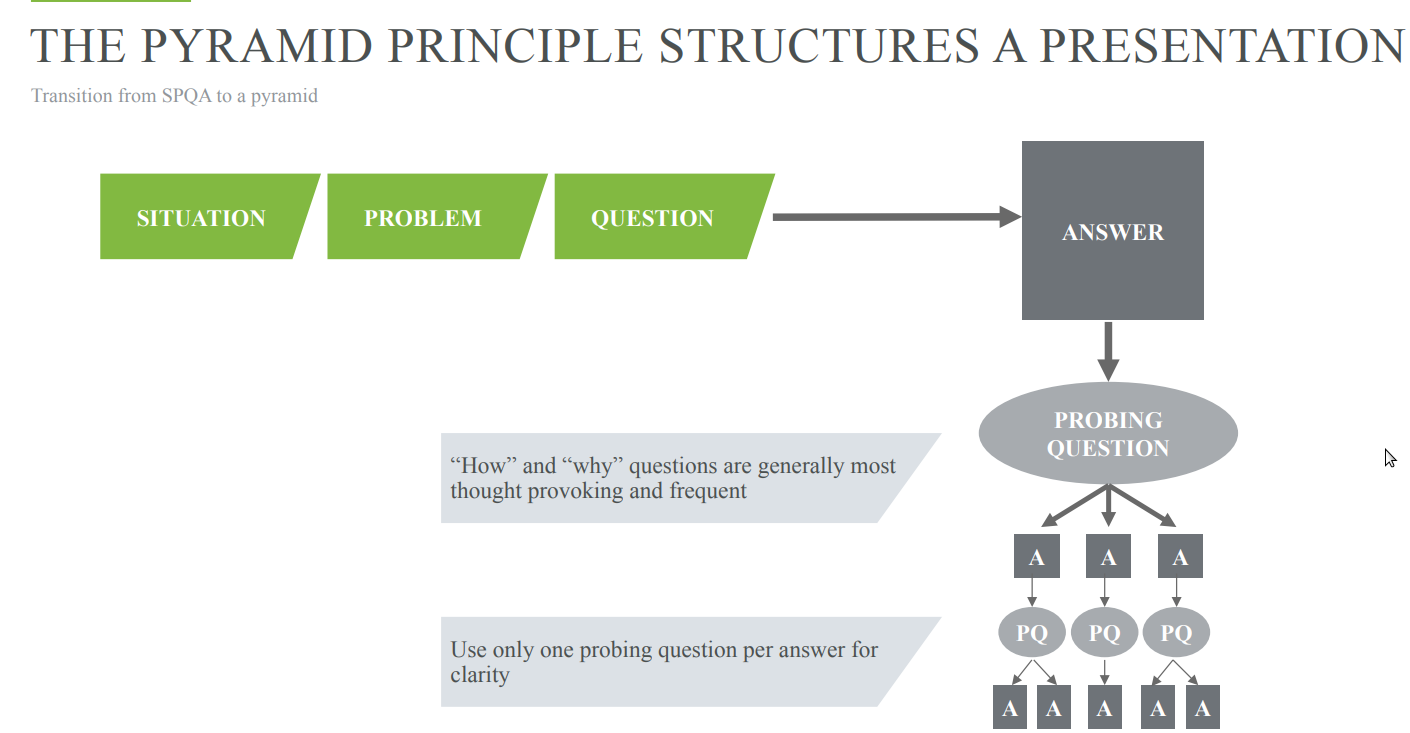 THE PYRAMID PRINCIPLE STRUCTURES A PRESENTATION
Transition from SPQA to a pyramid
SITUATION
PROBLEM
QUESTION
ANSWER
PROBING
QUESTION
“How” and “why” questions are generally most
thought provoking and frequent
A A A
PQ PQ PQ
Use only one probing question per answer for
clarity
A A A A A